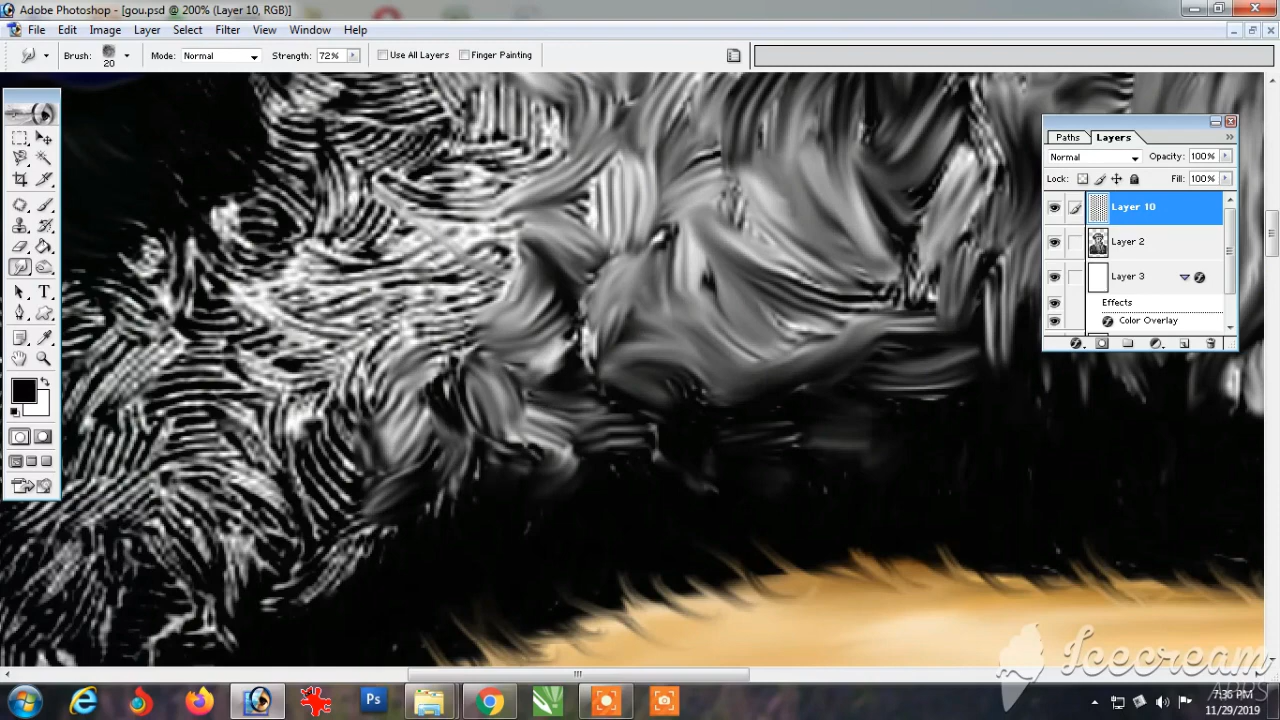 Adobe Photoshop - [gou.psd @ 200% (Layer 10, RGB)]
File Edit Image Layer Select Filter View Window Help
Brush: 20 Mode: Normal Strength: 72% Use All Layers Finger Painting
Paths Layers
Normal Opacity: 100%
Lock: Fill: 100%
Layer 10
Layer 2
Layer 3
Effects
Color Overlay
T
Icecream
APPS
Ps
7:36 PM
11/29/2019